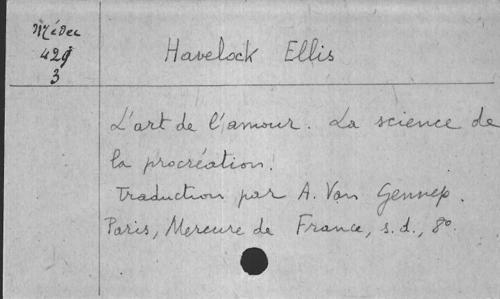 Médec
429
3
Havelock Ellis
L'art de l'amour. La science de
la procréation.
Traduction par A. Van Gennep.
Paris, Mercure de France, s.d., 8°.